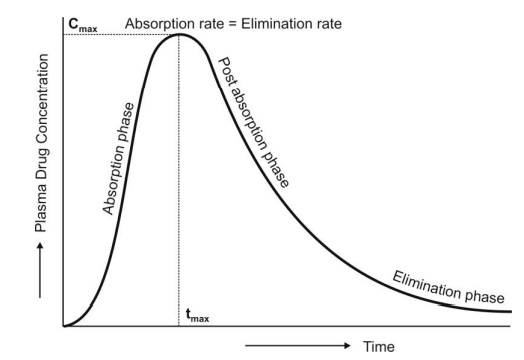 Cmax
Absorption rate = Elimination rate
Plasma Drug Concentration
Absorption phase
Post absorption phase
Elimination phase
tmax
Time